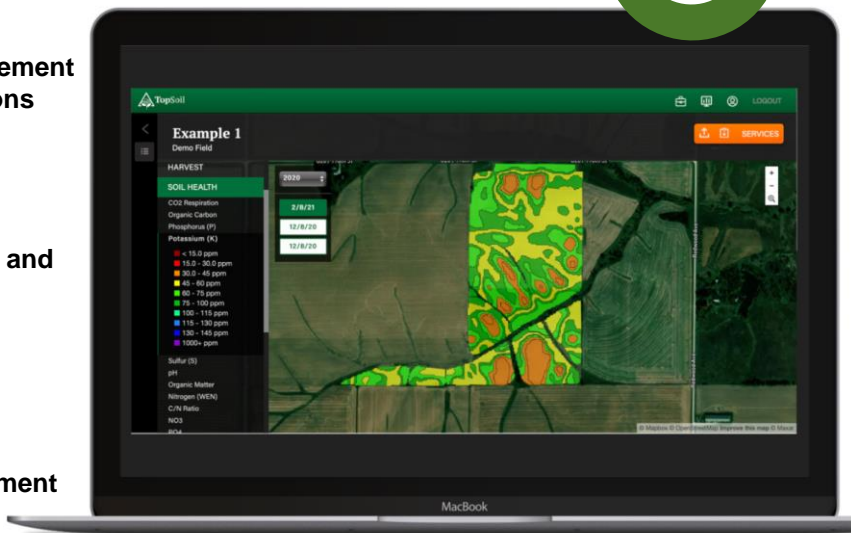 ement
ons
and
ment
TopSoil
LOGOUT
Example 1
Demo Field
SERVICES
HARVEST
SOIL HEALTH
CO2 Respiration
Organic Carbon
Phosphorus (P)
Potassium (K)
< 15.0 ppm
15.0 - 30.0 ppm
30.0 - 45 ppm
45 - 60 ppm
60 - 75 ppm
75 - 100 ppm
100 - 115 ppm
115 - 130 ppm
130 - 145 ppm
1000+ ppm
Sulfur (S)
pH
Organic Matter
Nitrogen (WEN)
C/N Ratio
NO3
PO4
2020
2/8/21
12/8/20
12/8/20
© Mapbox © OpenStreetMap Improve this map © Maxar
MacBook